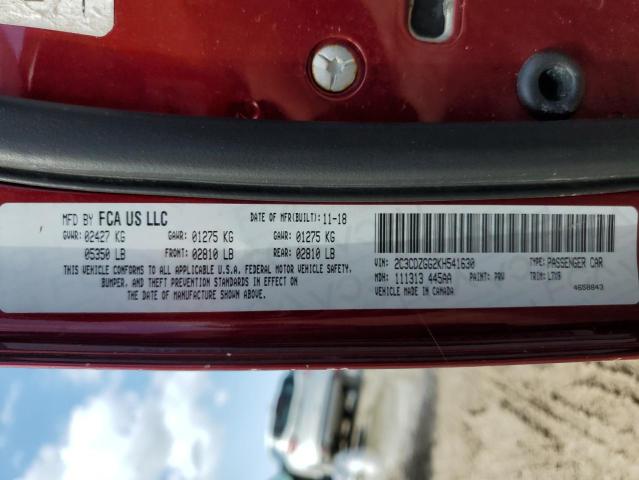 MFD BY FCA US LLC DATE OF MFR(BUILT): 11-18
GVWR: 02427 KG GAWR: 01275 KG GAWR: 01275 KG
05350 LB FRONT: 02810 LB REAR: 02810 LB
THIS VEHICLE CONFORMS TO ALL APPLICABLE U.S.A. FEDERAL MOTOR VEHICLE SAFETY,
BUMPER, AND THEFT PREVENTION STANDARDS IN EFFECT ON
THE DATE OF MANUFACTURE SHOWN ABOVE
VIN: 2C3CDZGG2KH541630 TYPE: PASSENGER CAR
MDH: 111313 445AA PAINT: PRV TRIM: L7X9
VEHICLE MADE IN CANADA 4658843